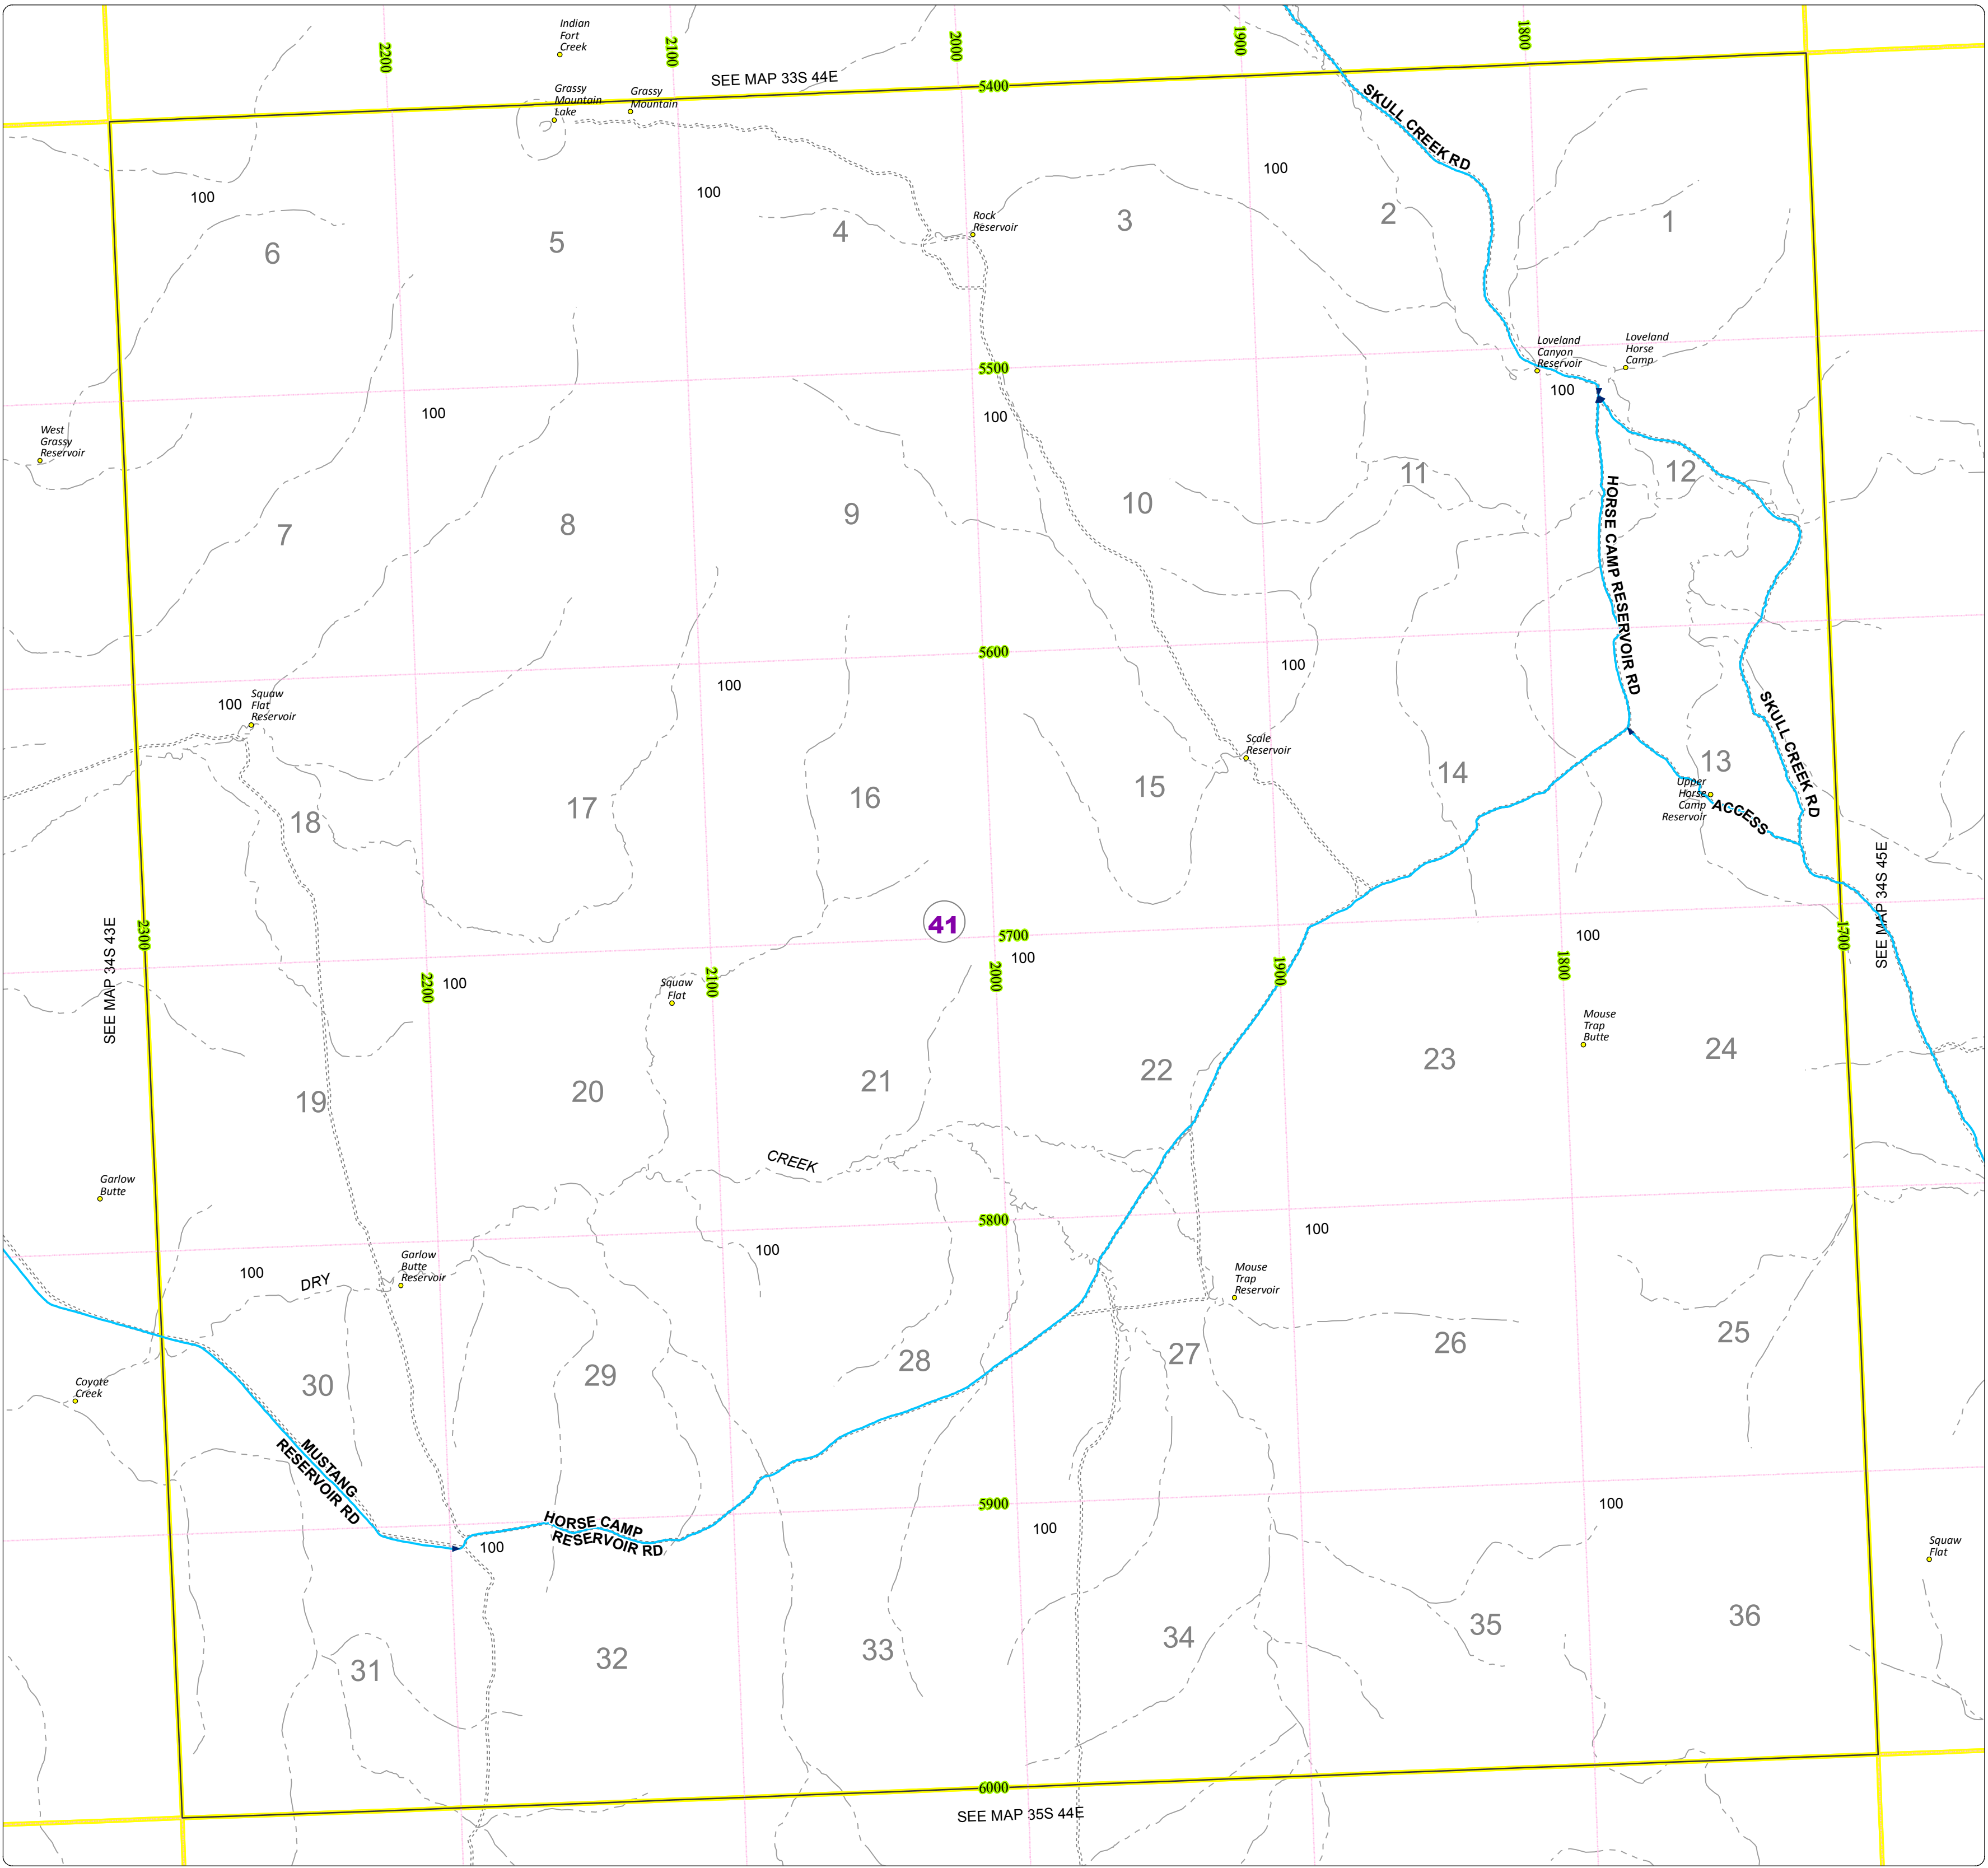 Indian
Fort
Creek
2200
2100
2000
1900
1800
SEE MAP 33S 44E
5400
Grassy
Mountain
Lake
Grassy
Mountain
SKULL CREEK RD
100
100
100
6
5
4
3
2
1
Rock
Reservoir
Loveland
Canyon
Reservoir
Loveland
Horse
Camp
5500
100
100
100
West
Grassy
Reservoir
7
8
9
10
11
12
HORSE CAMP RESERVOIR RD
5600
100
100
100
Squaw
Flat
Reservoir
SKULL CREEK RD
Scale
Reservoir
18
17
16
15
14
13
Upper
Horse
Camp
Reservoir
ACCESS
SEE MAP 34S 43E
2300
41
5700
100
100
1700
SEE MAP 34S 45E
2200
100
Squaw
Flat
2100
2000
1900
1800
Mouse
Trap
Butte
19
20
21
22
23
24
CREEK
Garlow
Butte
5800
100
100
100
DRY
Garlow
Butte
Reservoir
Mouse
Trap
Reservoir
30
29
28
27
26
25
Coyote
Creek
MUSTANG
RESERVOIR RD
5900
100
100
HORSE CAMP
RESERVOIR RD
100
Squaw
Flat
31
32
33
34
35
36
6000
SEE MAP 35S 44E